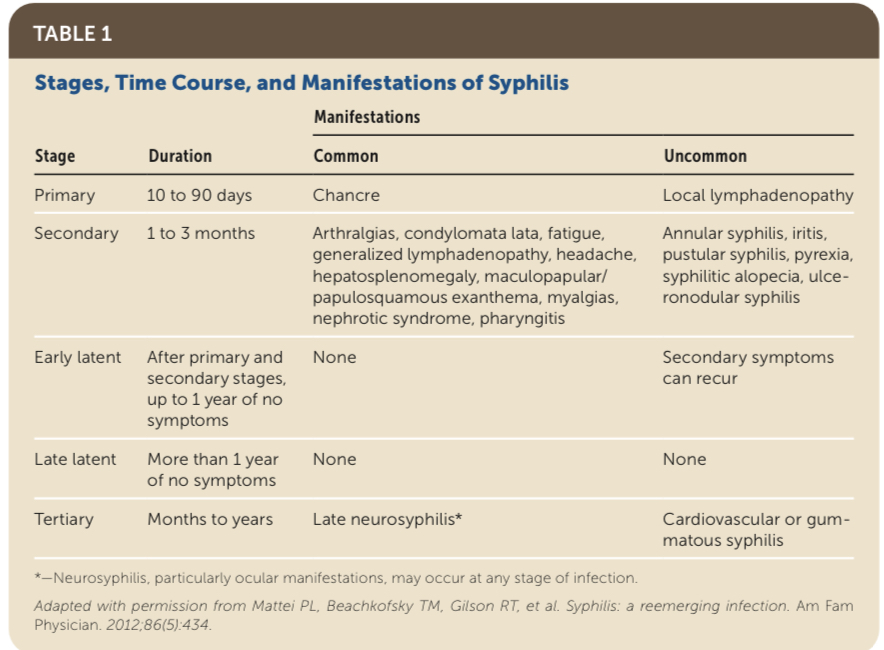 TABLE 1
Stages, Time Course, and Manifestations of Syphilis
Manifestations
Stage Duration Common Uncommon
Primary 10 to 90 days Chancre Local lymphadenopathy
Secondary 1 to 3 months Arthralgias, condylomata lata, fatigue, Annular syphilis, iritis,
generalized lymphadenopathy, headache, pustular syphilis, pyrexia,
hepatosplenomegaly, maculopapular/ syphilitic alopecia, ulce-
papulosquamous exanthema, myalgias, ronodular syphilis
nephrotic syndrome, pharyngitis
Early latent After primary and None Secondary symptoms
secondary stages, can recur
up to 1 year of no
symptoms
Late latent More than 1 year None None
of no symptoms
Tertiary Months to years Late neurosyphilis* Cardiovascular or gum-
matous syphilis
*—Neurosyphilis, particularly ocular manifestations, may occur at any stage of infection.
Adapted with permission from Mattei PL, Beachkofsky TM, Gilson RT, et al. Syphilis: a reemerging infection. Am Fam
Physician. 2012;86(5):434.